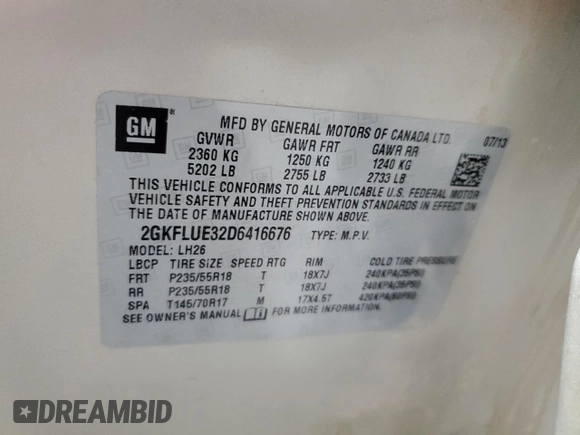 GM ®
MFD BY GENERAL MOTORS OF CANADA LTD. 07/13
GVWR GAWR FRT GAWR RR
2360 KG 1250 KG 1240 KG
5202 LB 2755 LB 2733 LB
THIS VEHICLE CONFORMS TO ALL APPLICABLE U.S. FEDERAL MOTOR
VEHICLE SAFETY AND THEFT PREVENTION STANDARDS IN EFFECT ON
THE DATE OF MANUFACTURE SHOWN ABOVE.
2GKFLUE32D6416676 TYPE: M.P.V.
MODEL: LH26
LBCP TIRE SIZE SPEED RTG RIM COLD TIRE PRESSURE
FRT P235/55R18 T 18X7J 240KPA(35PSI)
RR P235/55R18 T 18X7J 240KPA(35PSI)
SPA T145/70R17 M 17X4.5T 420KPA(60PSI)
SEE OWNER'S MANUAL FOR MORE INFORMATION.
DREAMBID